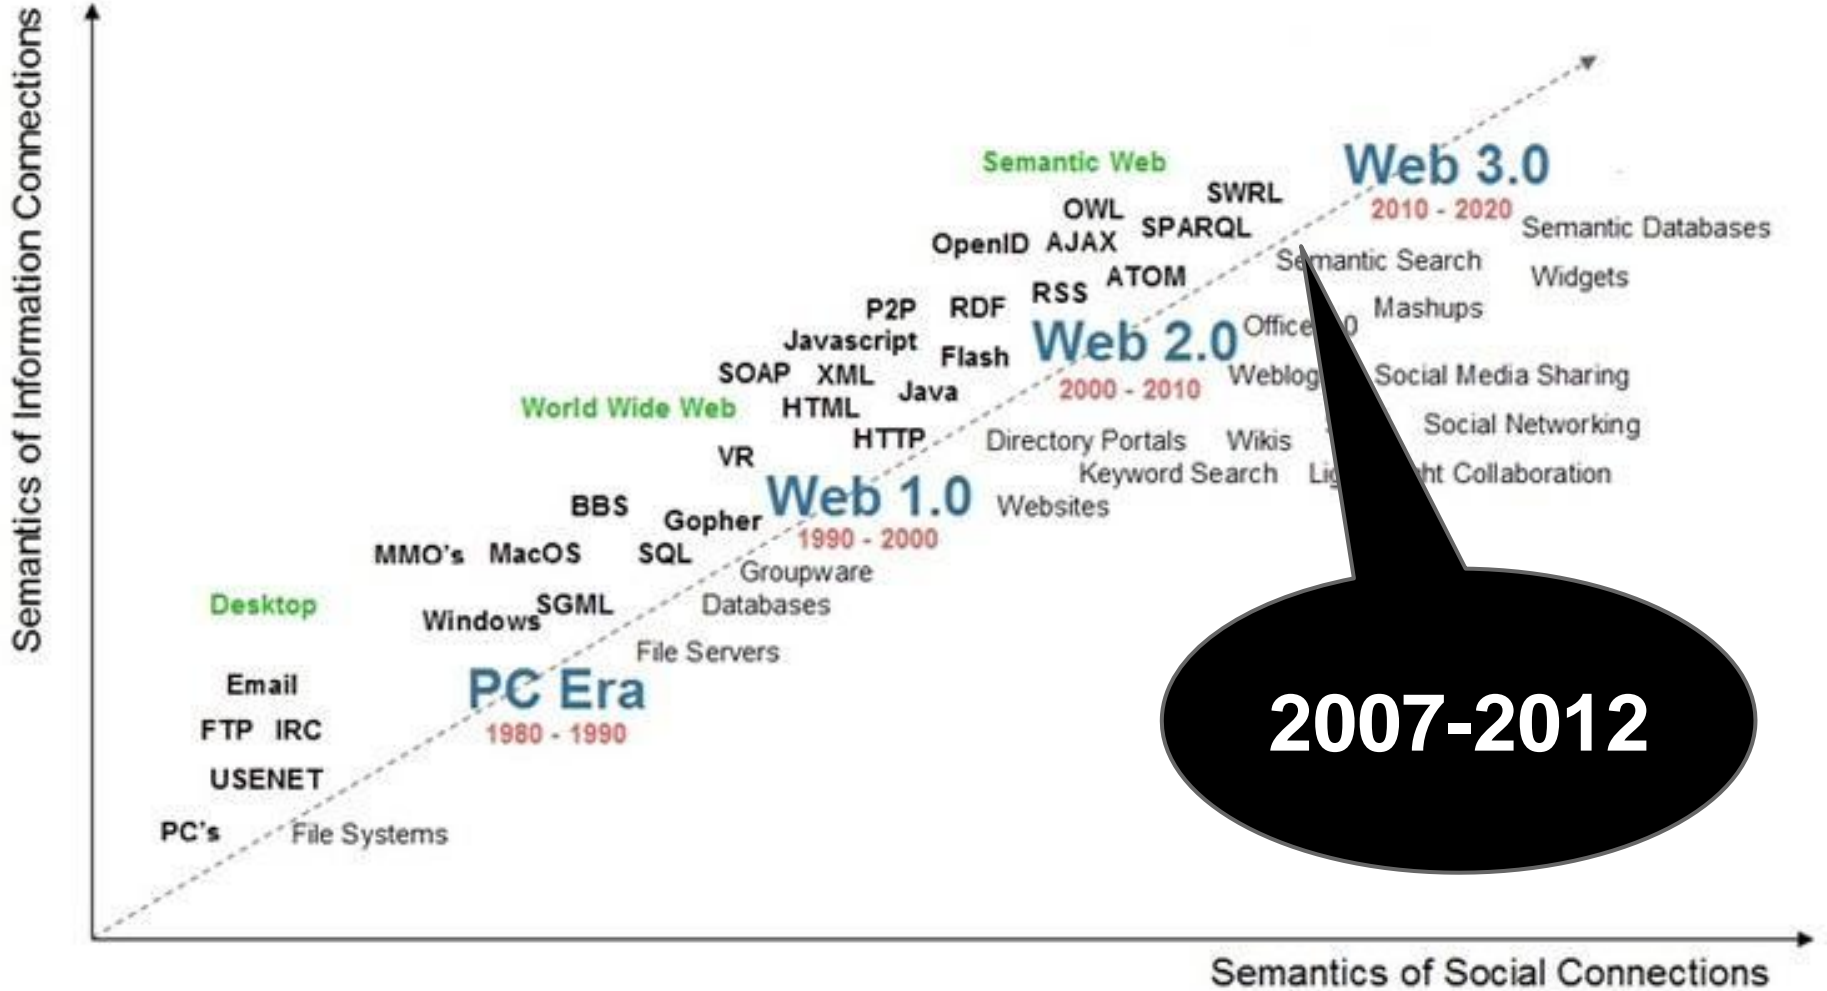 Semantics of Information Connections
Semantic Web
Web 3.0
2010 - 2020
SWRL
OWL
SPARQL
Semantic Databases
OpenID AJAX
Semantic Search
ATOM
Widgets
RSS
P2P RDF
Mashups
Javascript
Web 2.0
Office 0
Flash
SOAP XML
2000 - 2010
Weblog
Social Media Sharing
Java
World Wide Web
HTML
Social Networking
HTTP
Directory Portals
Wikis
VR
Keyword Search
Collaboration
Web 1.0
Websites
BBS
Gopher
1990 - 2000
MMO's MacOS SQL
Groupware
Desktop
SGML
Databases
Windows
File Servers
Email
PC Era
FTP IRC
1980 - 1990
2007-2012
USENET
PC's
File Systems
Semantics of Social Connections